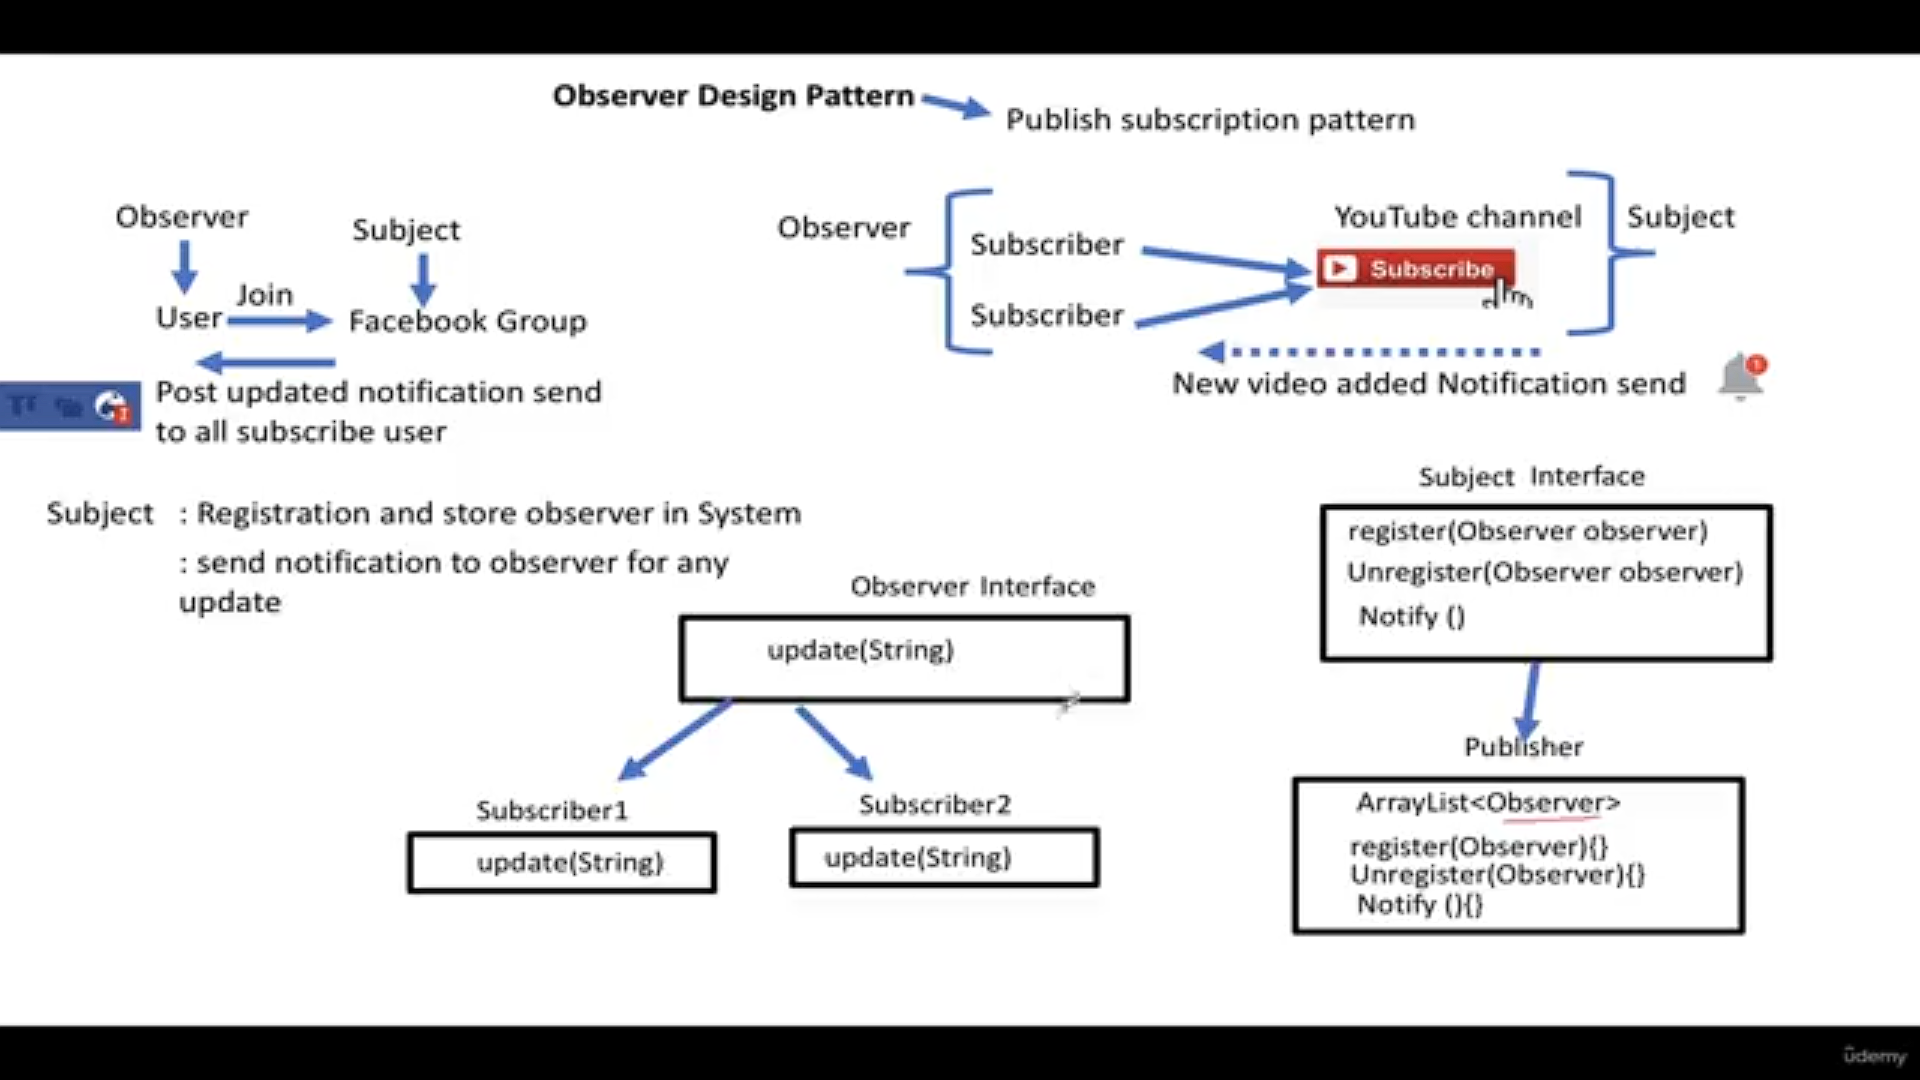 Observer Design Pattern
Publish subscription pattern
Observer
Subject
Join
User
Facebook Group
Post updated notification send
to all subscribe user
Observer
Subscriber
Subscriber
YouTube channel
Subscribe
Subject
New video added Notification send
1
Subject : Registration and store observer in System
: send notification to observer for any
update
Observer Interface
update(String)
Subscriber1
update(String)
Subscriber2
update(String)
Subject Interface
register(Observer observer)
Unregister(Observer observer)
Notify ()
Publisher
ArrayList<Observer>
register(Observer){}
Unregister(Observer){}
Notify (){}
ûdemy